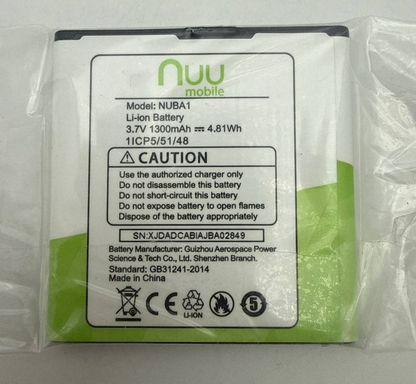 nuu
mobile
Model: NUBA1
Li-ion Battery
3.7V 1300mAh ⎓ 4.81Wh
1ICP5/51/48
⚠ CAUTION
Use the authorized charger only
Do not disassemble this battery
Do not short-circuit this battery
Do not expose battery to open flames
Dispose of the battery appropriately
SN:XJDADCABIAJBA02849
Battery Manufacturer: Guizhou Aerospace Power
Science & Tech Co., Ltd. Shenzhen Branch.
Standard: GB31241-2014
Made in China
CE LI-ION 5